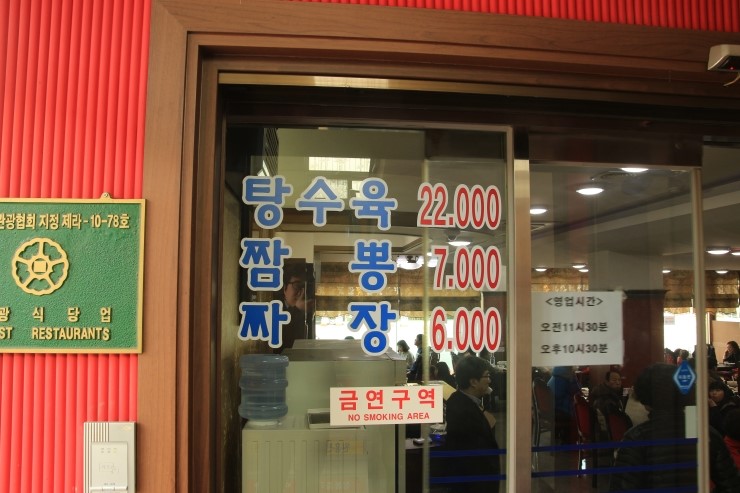 관광협회 지정 제라-10-78호
광 식 당 업
ST RESTAURANTS
탕수육 22.000
짬 뽕 7.000
짜 장 6.000
<영업시간>
오전11시30분
오후10시30분
금연구역
NO SMOKING AREA